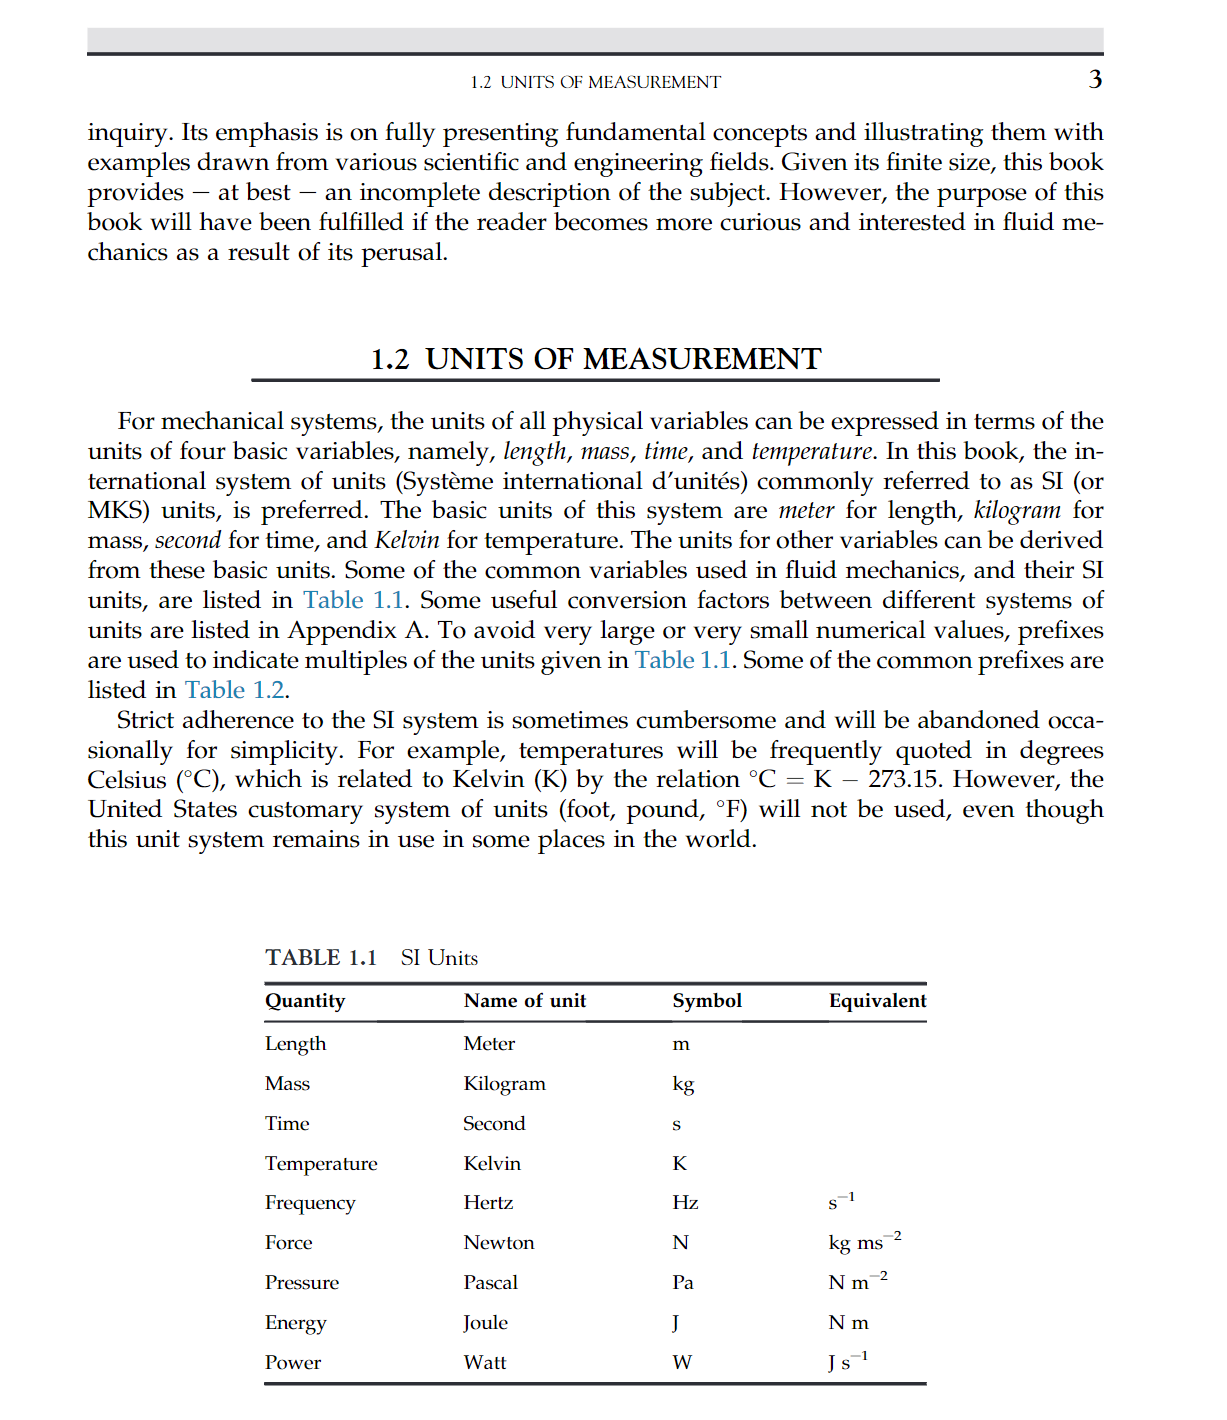 1.2 UNITS OF MEASUREMENT 3
inquiry. Its emphasis is on fully presenting fundamental concepts and illustrating them with
examples drawn from various scientific and engineering fields. Given its finite size, this book
provides — at best — an incomplete description of the subject. However, the purpose of this
book will have been fulfilled if the reader becomes more curious and interested in fluid me-
chanics as a result of its perusal.
1.2 UNITS OF MEASUREMENT
For mechanical systems, the units of all physical variables can be expressed in terms of the
units of four basic variables, namely, length, mass, time, and temperature. In this book, the in-
ternational system of units (Système international d'unités) commonly referred to as SI (or
MKS) units, is preferred. The basic units of this system are meter for length, kilogram for
mass, second for time, and Kelvin for temperature. The units for other variables can be derived
from these basic units. Some of the common variables used in fluid mechanics, and their SI
units, are listed in Table 1.1. Some useful conversion factors between different systems of
units are listed in Appendix A. To avoid very large or very small numerical values, prefixes
are used to indicate multiples of the units given in Table 1.1. Some of the common prefixes are
listed in Table 1.2.
Strict adherence to the SI system is sometimes cumbersome and will be abandoned occa-
sionally for simplicity. For example, temperatures will be frequently quoted in degrees
Celsius (°C), which is related to Kelvin (K) by the relation °C = K − 273.15. However, the
United States customary system of units (foot, pound, °F) will not be used, even though
this unit system remains in use in some places in the world.
TABLE 1.1 SI Units
Quantity Name of unit Symbol Equivalent
Length Meter m
Mass Kilogram kg
Time Second s
Temperature Kelvin K
Frequency Hertz Hz s⁻¹
Force Newton N kg ms⁻²
Pressure Pascal Pa N m⁻²
Energy Joule J N m
Power Watt W J s⁻¹